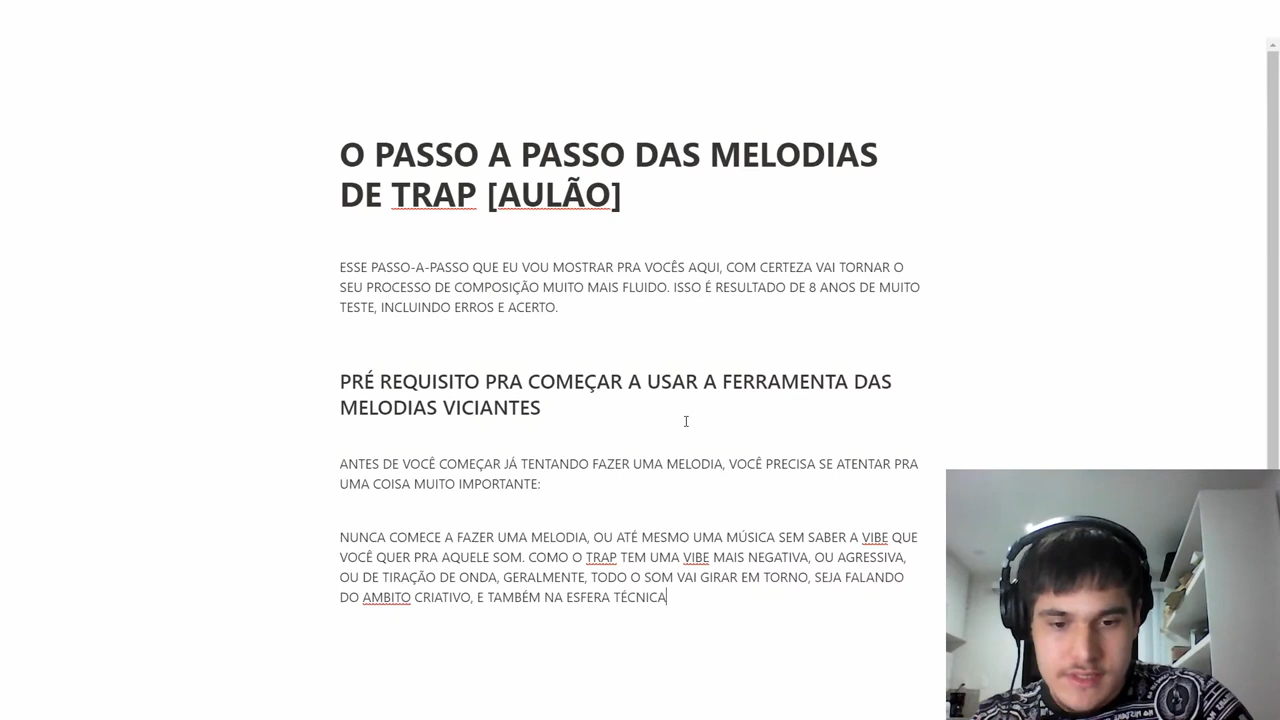 O PASSO A PASSO DAS MELODIAS
DE TRAP [AULÃO]
ESSE PASSO-A-PASSO QUE EU VOU MOSTRAR PRA VOCÊS AQUI, COM CERTEZA VAI TORNAR O
SEU PROCESSO DE COMPOSIÇÃO MUITO MAIS FLUIDO. ISSO É RESULTADO DE 8 ANOS DE MUITO
TESTE, INCLUINDO ERROS E ACERTO.
PRÉ REQUISITO PRA COMEÇAR A USAR A FERRAMENTA DAS
MELODIAS VICIANTES
ANTES DE VOCÊ COMEÇAR JÁ TENTANDO FAZER UMA MELODIA, VOCÊ PRECISA SE ATENTAR PRA
UMA COISA MUITO IMPORTANTE:
NUNCA COMECE A FAZER UMA MELODIA, OU ATÉ MESMO UMA MÚSICA SEM SABER A VIBE QUE
VOCÊ QUER PRA AQUELE SOM. COMO O TRAP TEM UMA VIBE MAIS NEGATIVA, OU AGRESSIVA,
OU DE TIRAÇÃO DE ONDA, GERALMENTE, TODO O SOM VAI GIRAR EM TORNO, SEJA FALANDO
DO AMBITO CRIATIVO, E TAMBÉM NA ESFERA TÉCNICA